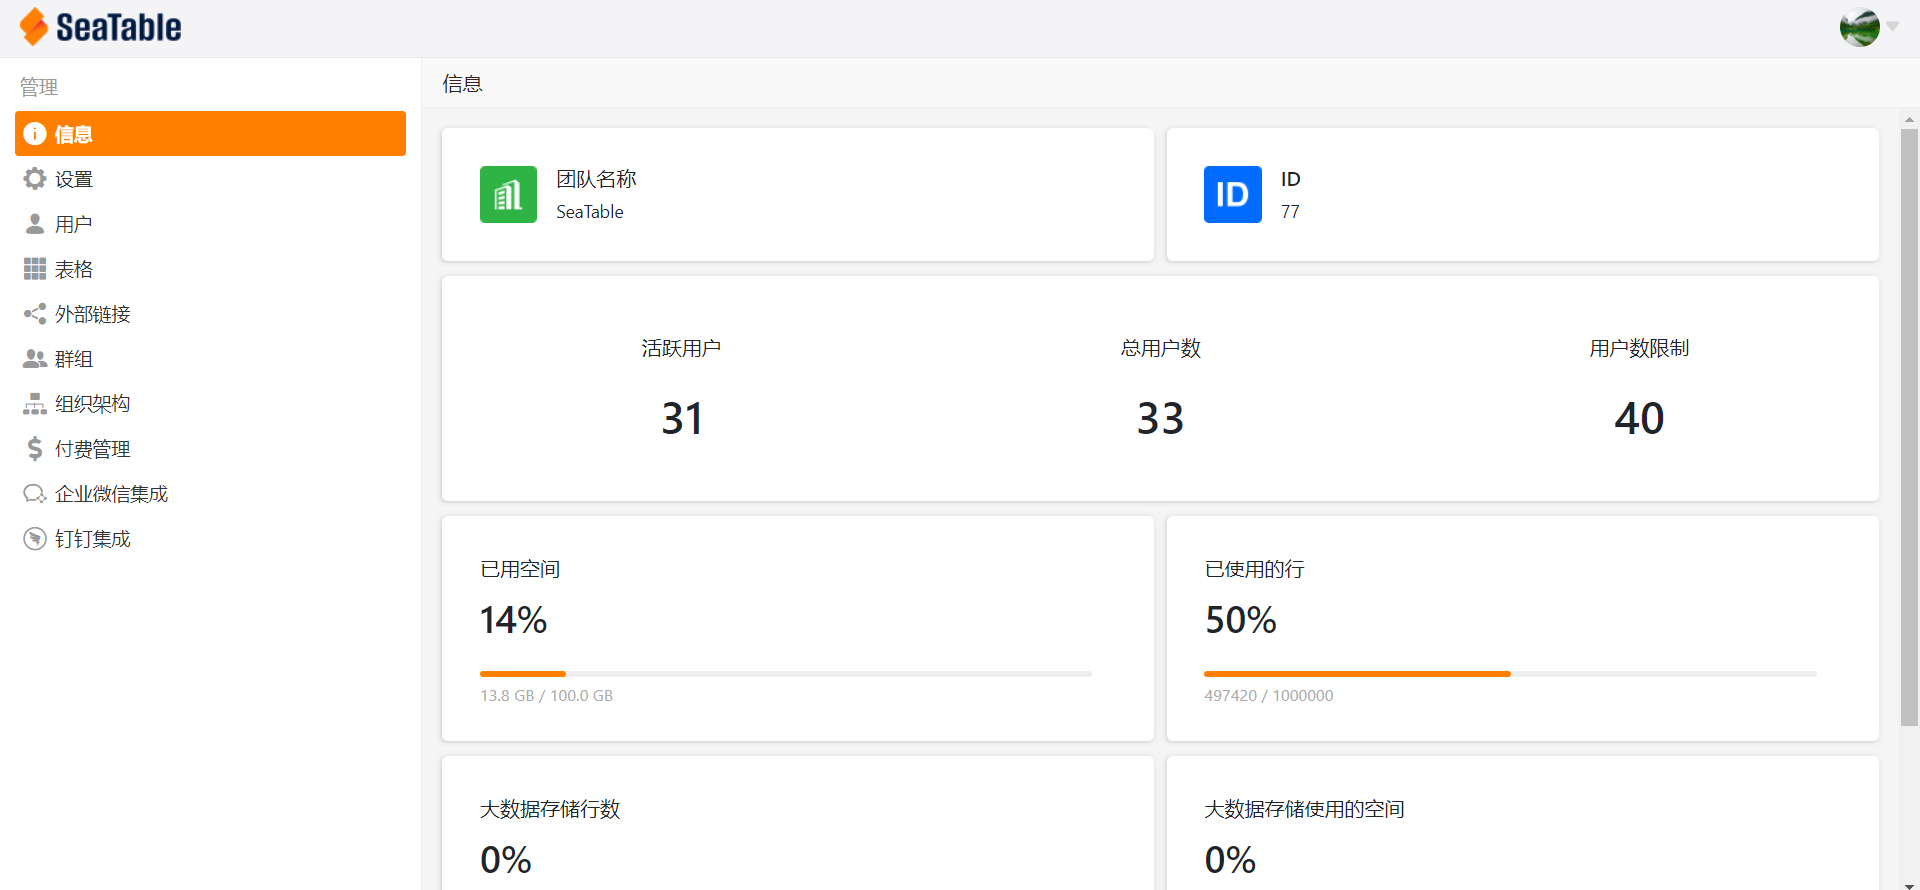 SeaTable
管理
信息
设置
用户
表格
外部链接
群组
组织架构
付费管理
企业微信集成
钉钉集成
信息
团队名称
SeaTable
ID
ID
77
活跃用户
31
总用户数
33
用户数限制
40
已用空间
14%
13.8 GB / 100.0 GB
已使用的行
50%
497420 / 1000000
大数据存储行数
0%
大数据存储使用的空间
0%